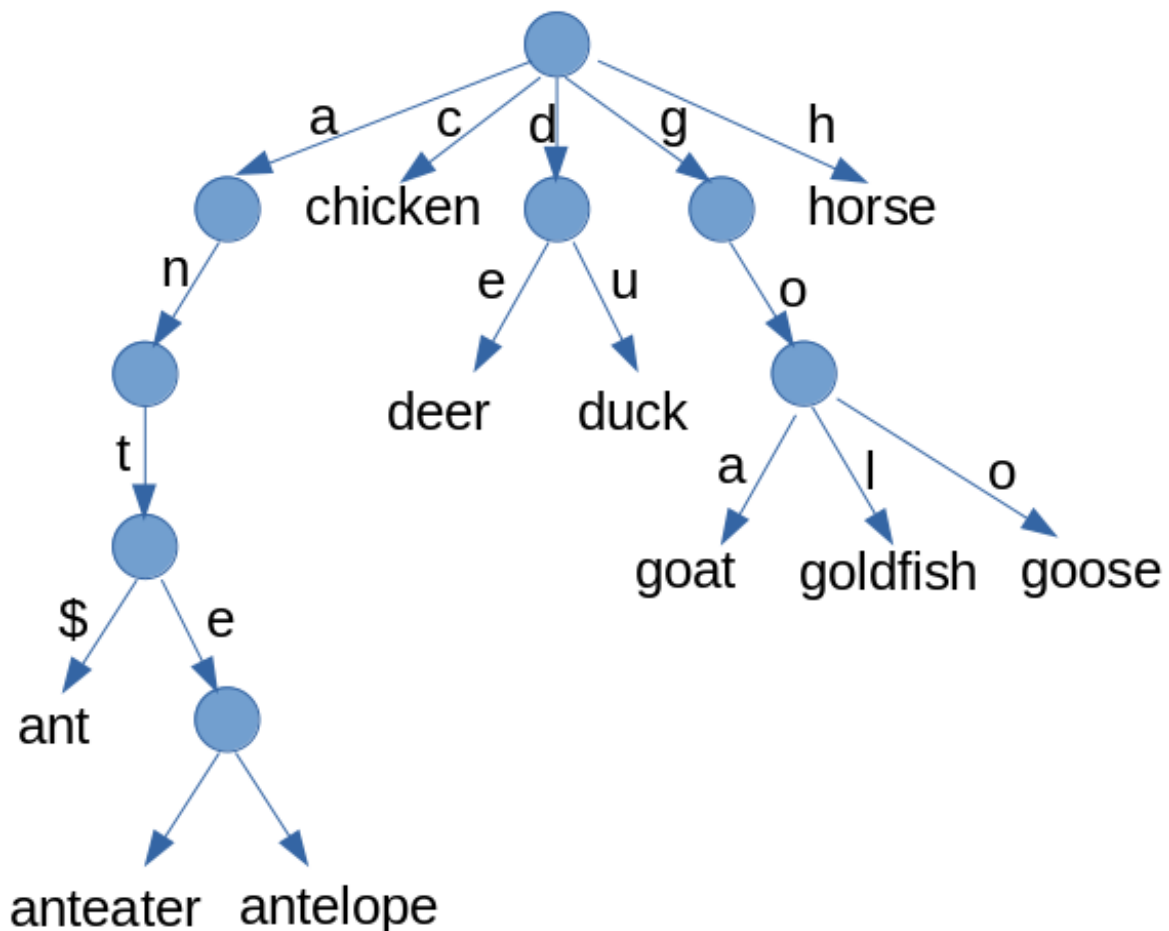 a c d g h
chicken horse
n e u o
deer duck
t a l o
goat goldfish goose
$ e
ant
anteater antelope